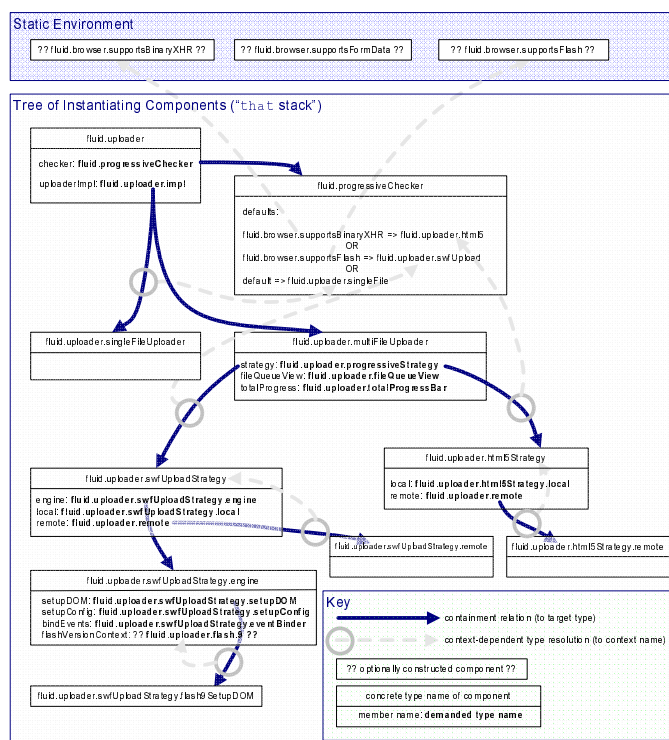 Static Environment
?? fluid.browser.supportsBinaryXHR ??
?? fluid.browser.supportsFormData ??
?? fluid.browser.supportsFlash ??
Tree of Instantiating Components ("that stack")
fluid.uploader
checker: fluid.progressiveChecker
uploaderImpl: fluid.uploader.impl
fluid.progressiveChecker
defaults:
fluid.browser.supportsBinaryXHR => fluid.uploader.html5
OR
fluid.browser.supportsFlash => fluid.uploader.swfUpload
OR
default => fluid.uploader.singleFile
fluid.uploader.singleFileUploader
fluid.uploader.multiFileUploader
strategy: fluid.uploader.progressiveStrategy
fileQueueView: fluid.uploader.fileQueueView
totalProgress: fluid.uploader.totalProgressBar
fluid.uploader.swfUploadStrategy
engine: fluid.uploader.swfUploadStrategy.engine
local: fluid.uploader.swfUploadStrategy.local
remote: fluid.uploader.remote
fluid.uploader.html5Strategy
local: fluid.uploader.html5Strategy.local
remote: fluid.uploader.remote
fluid.uploader.swfUploadStrategy.remote
fluid.uploader.html5Strategy.remote
fluid.uploader.swfUploadStrategy.engine
setupDOM: fluid.uploader.swfUploadStrategy.setupDOM
setupConfig: fluid.uploader.swfUploadStrategy.setupConfig
bindEvents: fluid.uploader.swfUploadStrategy.eventBinder
flashVersionContext: ?? fluid.uploader.flash.9 ??
fluid.uploader.swfUploadStrategy.flash9SetupDOM
Key
containment relation (to target type)
context-dependent type resolution (to context name)
?? optionally constructed component ??
concrete type name of component
member name: demanded type name